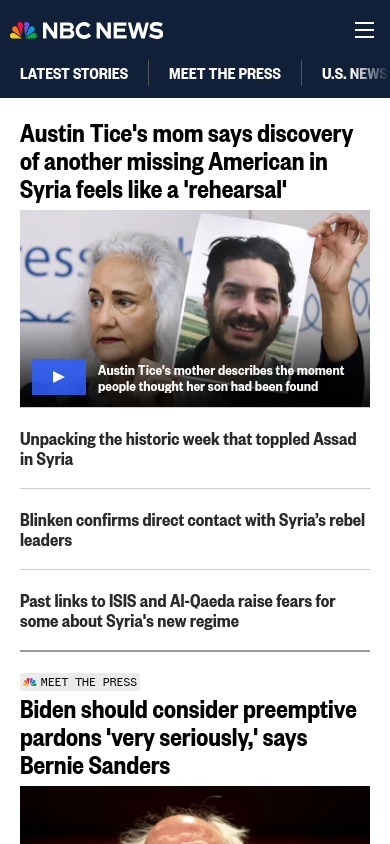 NBC NEWS
LATEST STORIES
MEET THE PRESS
U.S. NEWS
Austin Tice's mom says discovery
of another missing American in
Syria feels like a 'rehearsal'
ess
Austin Tice's mother describes the moment
people thought her son had been found
Unpacking the historic week that toppled Assad
in Syria
Blinken confirms direct contact with Syria’s rebel
leaders
Past links to ISIS and Al-Qaeda raise fears for
some about Syria's new regime
MEET THE PRESS
Biden should consider preemptive
pardons 'very seriously,' says
Bernie Sanders